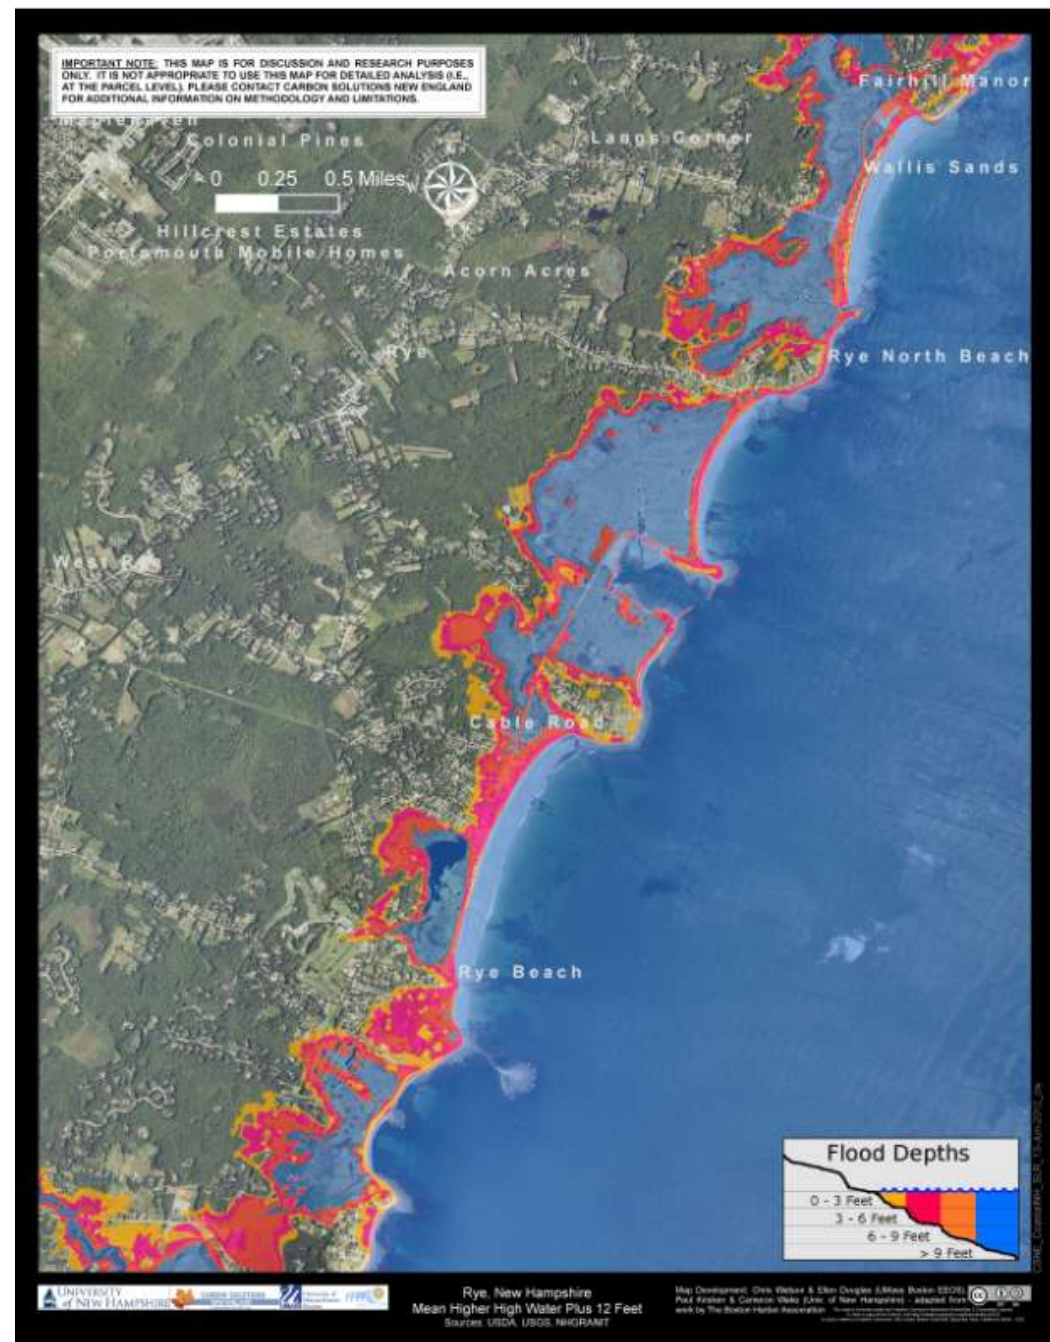 IMPORTANT NOTE: THIS MAP IS FOR DISCUSSION AND RESEARCH PURPOSES
ONLY. IT IS NOT APPROPRIATE TO USE THIS MAP FOR DETAILED ANALYSIS (I.E.,
AT THE PARCEL LEVEL). PLEASE CONTACT CARBON SOLUTIONS NEW ENGLAND
FOR ADDITIONAL INFORMATION ON METHODOLOGY AND LIMITATIONS.
Fairhill Manor
Colonial Pines
Langs Corner
Wallis Sands
0 0.25 0.5 Miles
Hillcrest Estates
Portsmouth Mobile Homes
Acorn Acres
Rye
Rye North Beach
West Rye
Cable Road
Rye Beach
Flood Depths
0 - 3 Feet
3 - 6 Feet
6 - 9 Feet
> 9 Feet
UNIVERSITY
of NEW HAMPSHIRE
Rye, New Hampshire
Mean Higher High Water Plus 12 Feet
Sources: USDA, USGS, NHGRANIT
Map Development: Chris Watson & Ellen Douglas (UMass Boston EEOS)
Paul Kirshen & Cameron Wake (Univ. of New Hampshire) - adapted from
work by The Boston Harbor Association